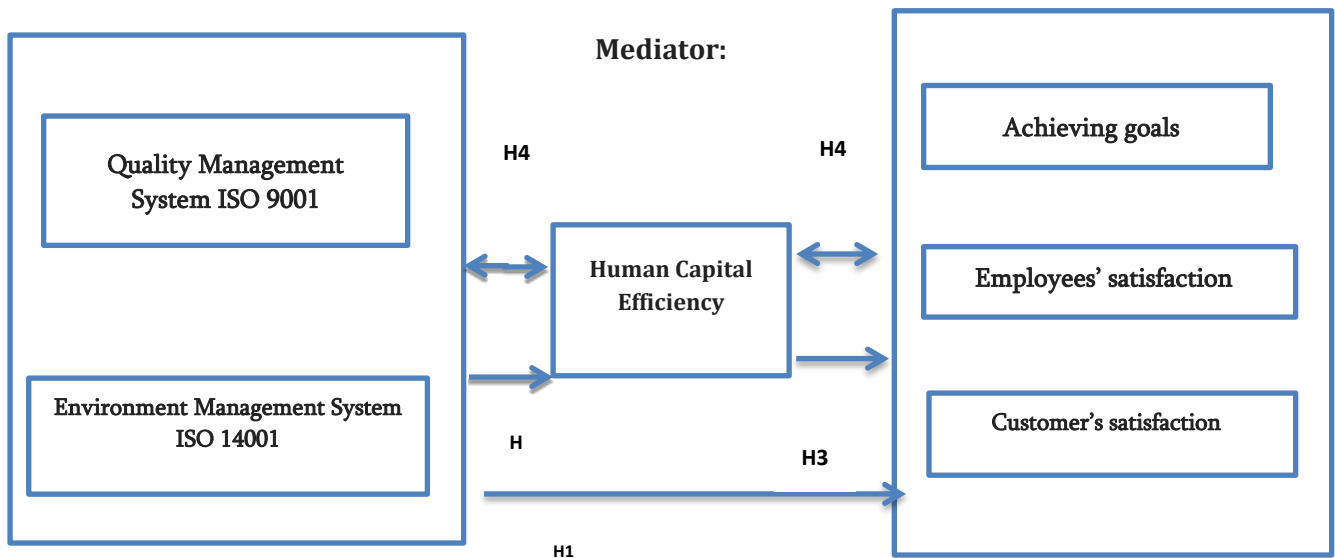 Mediator:
Quality Management
System ISO 9001
Environment Management System
ISO 14001
H4
H4
Human Capital
Efficiency
H
H3
H1
Achieving goals
Employees’ satisfaction
Customer’s satisfaction